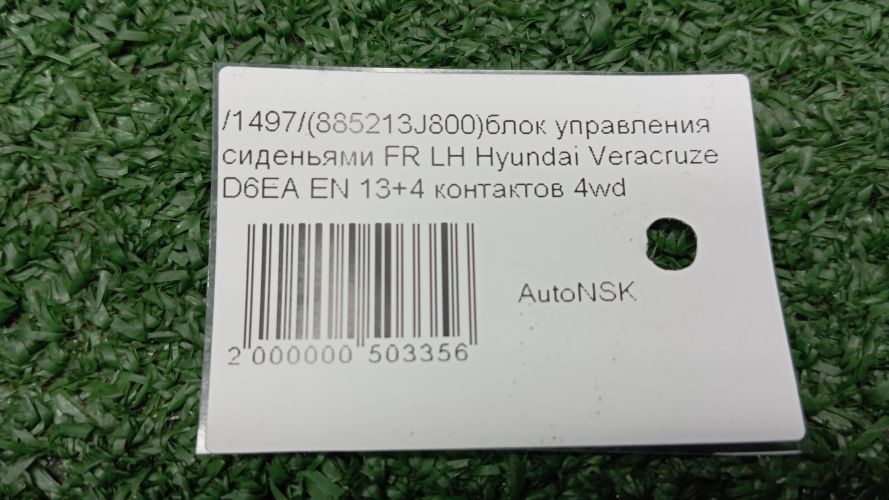 /1497/(885213J800)блок управления
сиденьями FR LH Hyundai Veracruze
D6EA EN 13+4 контактов 4wd
AutoNSK
2 000000 503356